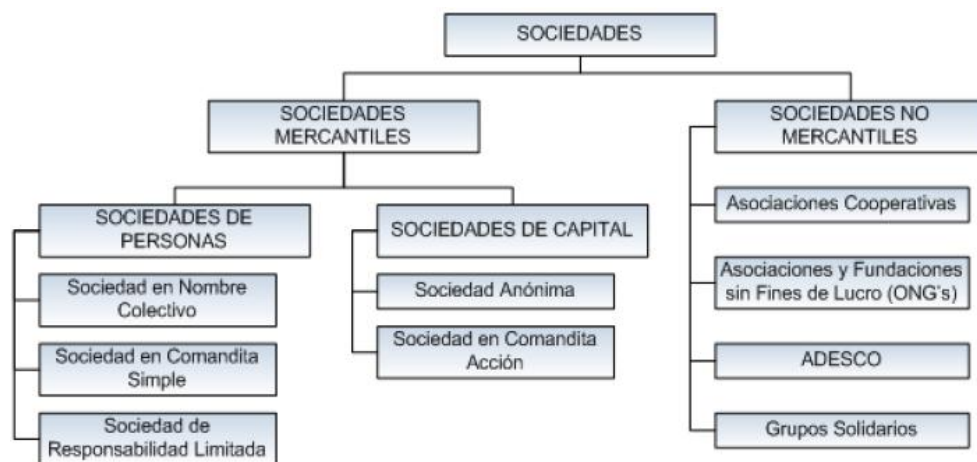 SOCIEDADES
SOCIEDADES
MERCANTILES
SOCIEDADES NO
MERCANTILES
SOCIEDADES DE
PERSONAS
Sociedad en Nombre
Colectivo
Sociedad en Comandita
Simple
Sociedad de
Responsabilidad Limitada
SOCIEDADES DE CAPITAL
Sociedad Anónima
Sociedad en Comandita
Acción
Asociaciones Cooperativas
Asociaciones y Fundaciones
sin Fines de Lucro (ONG's)
ADESCO
Grupos Solidarios